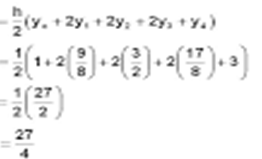 = h/2 (y₀ + 2y₁ + 2y₂ + 2y₃ + y₄)
= 1/2 (1 + 2(9/8) + 2(3/2) + 2(17/8) + 3)
= 1/2 (27/2)
= 27/4